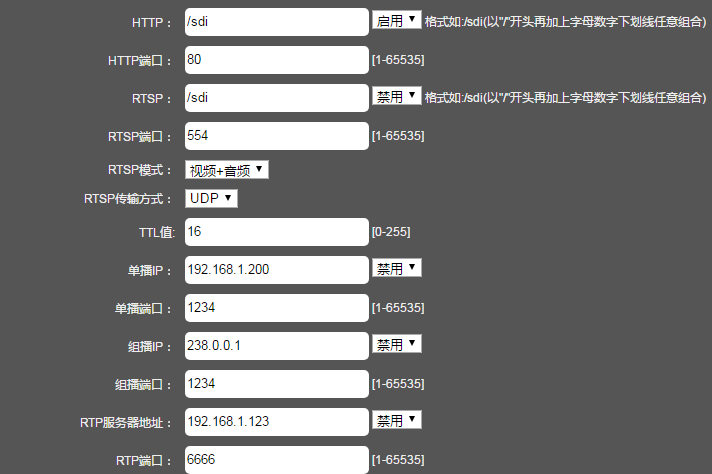 HTTP： /sdi 启用 格式如:/sdi(以"/"开头再加上字母数字下划线任意组合)
HTTP端口： 80 [1-65535]
RTSP： /sdi 禁用 格式如:/sdi(以"/"开头再加上字母数字下划线任意组合)
RTSP端口： 554 [1-65535]
RTSP模式： 视频+音频
RTSP传输方式： UDP
TTL值: 16 [0-255]
单播IP： 192.168.1.200 禁用
单播端口： 1234 [1-65535]
组播IP： 238.0.0.1 禁用
组播端口： 1234 [1-65535]
RTP服务器地址： 192.168.1.123 禁用
RTP端口： 6666 [1-65535]